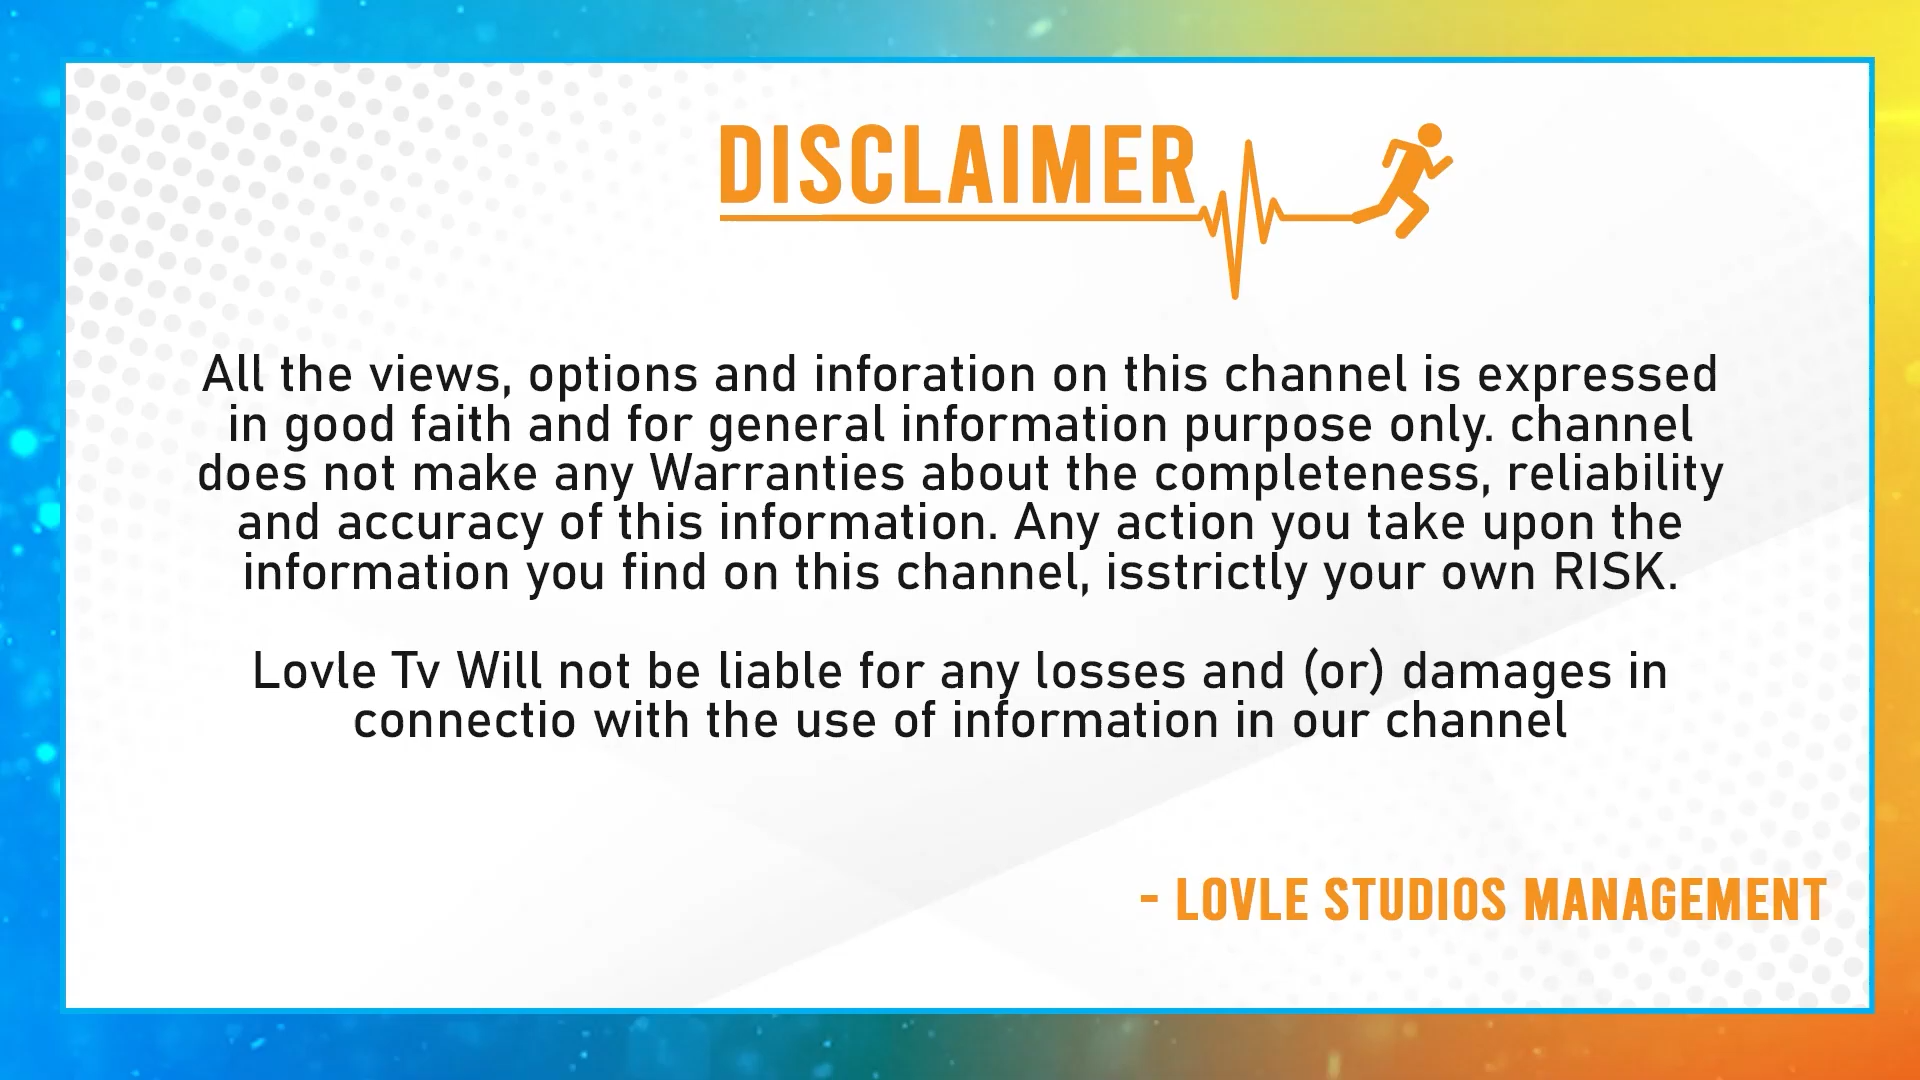 DISCLAIMER
All the views, options and inforation on this channel is expressed
in good faith and for general information purpose only. channel
does not make any Warranties about the completeness, reliability
and accuracy of this information. Any action you take upon the
information you find on this channel, isstrictly your own RISK.
Lovle Tv Will not be liable for any losses and (or) damages in
connectio with the use of information in our channel
- LOVLE STUDIOS MANAGEMENT